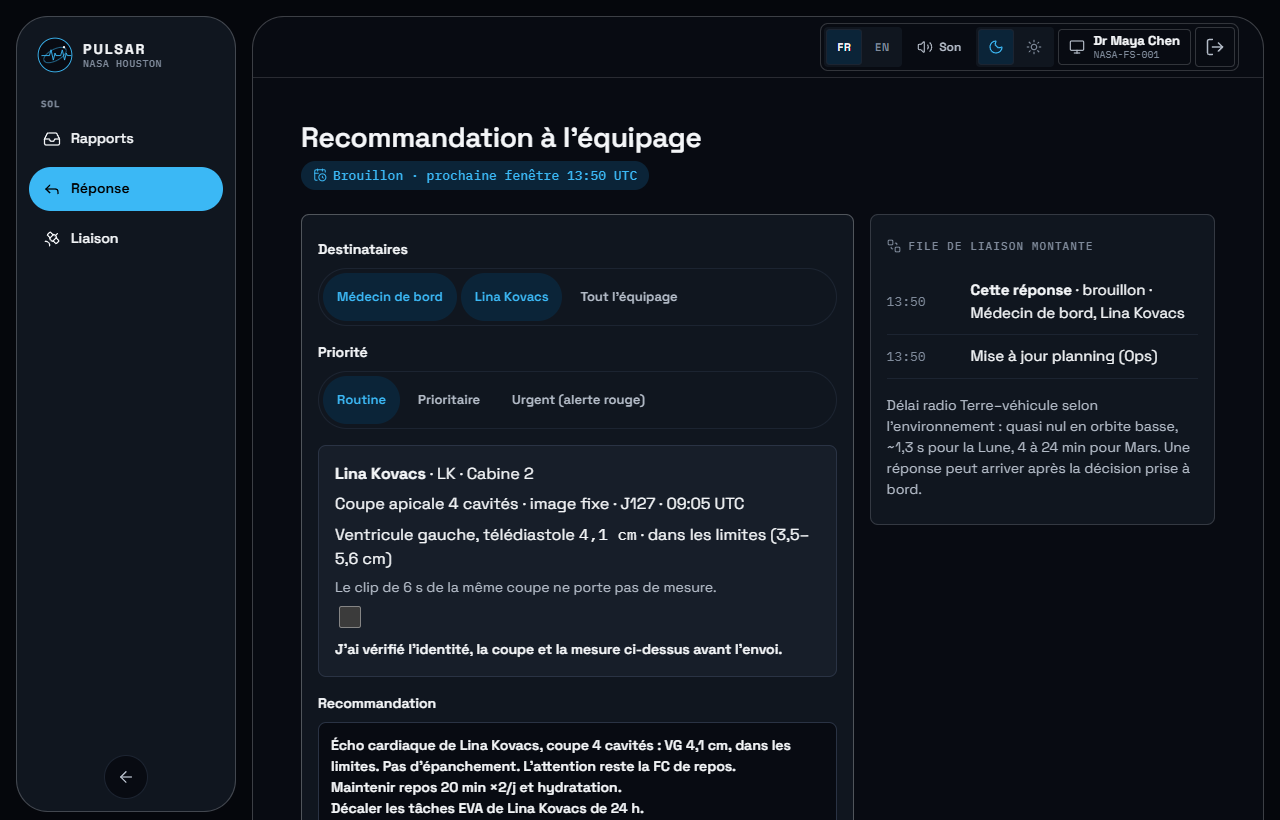 PULSAR
NASA HOUSTON
SOL
Rapports
Réponse
Liaison
FR
EN
Son
Dr Maya Chen
NASA-FS-001
Recommandation à l’équipage
Brouillon · prochaine fenêtre 13:50 UTC
Destinataires
Médecin de bord
Lina Kovacs
Tout l’équipage
Priorité
Routine
Prioritaire
Urgent (alerte rouge)
Lina Kovacs · LK · Cabine 2
Coupe apicale 4 cavités · image fixe · J127 · 09:05 UTC
Ventricule gauche, télédiastole 4,1 cm · dans les limites (3,5–
5,6 cm)
Le clip de 6 s de la même coupe ne porte pas de mesure.
J’ai vérifié l’identité, la coupe et la mesure ci-dessus avant l’envoi.
Recommandation
Écho cardiaque de Lina Kovacs, coupe 4 cavités : VG 4,1 cm, dans les
limites. Pas d’épanchement. L’attention reste la FC de repos.
Maintenir repos 20 min ×2/j et hydratation.
Décaler les tâches EVA de Lina Kovacs de 24 h.
FILE DE LIAISON MONTANTE
13:50
Cette réponse · brouillon ·
Médecin de bord, Lina Kovacs
13:50
Mise à jour planning (Ops)
Délai radio Terre–véhicule selon
l’environnement : quasi nul en orbite basse,
~1,3 s pour la Lune, 4 à 24 min pour Mars. Une
réponse peut arriver après la décision prise à
bord.